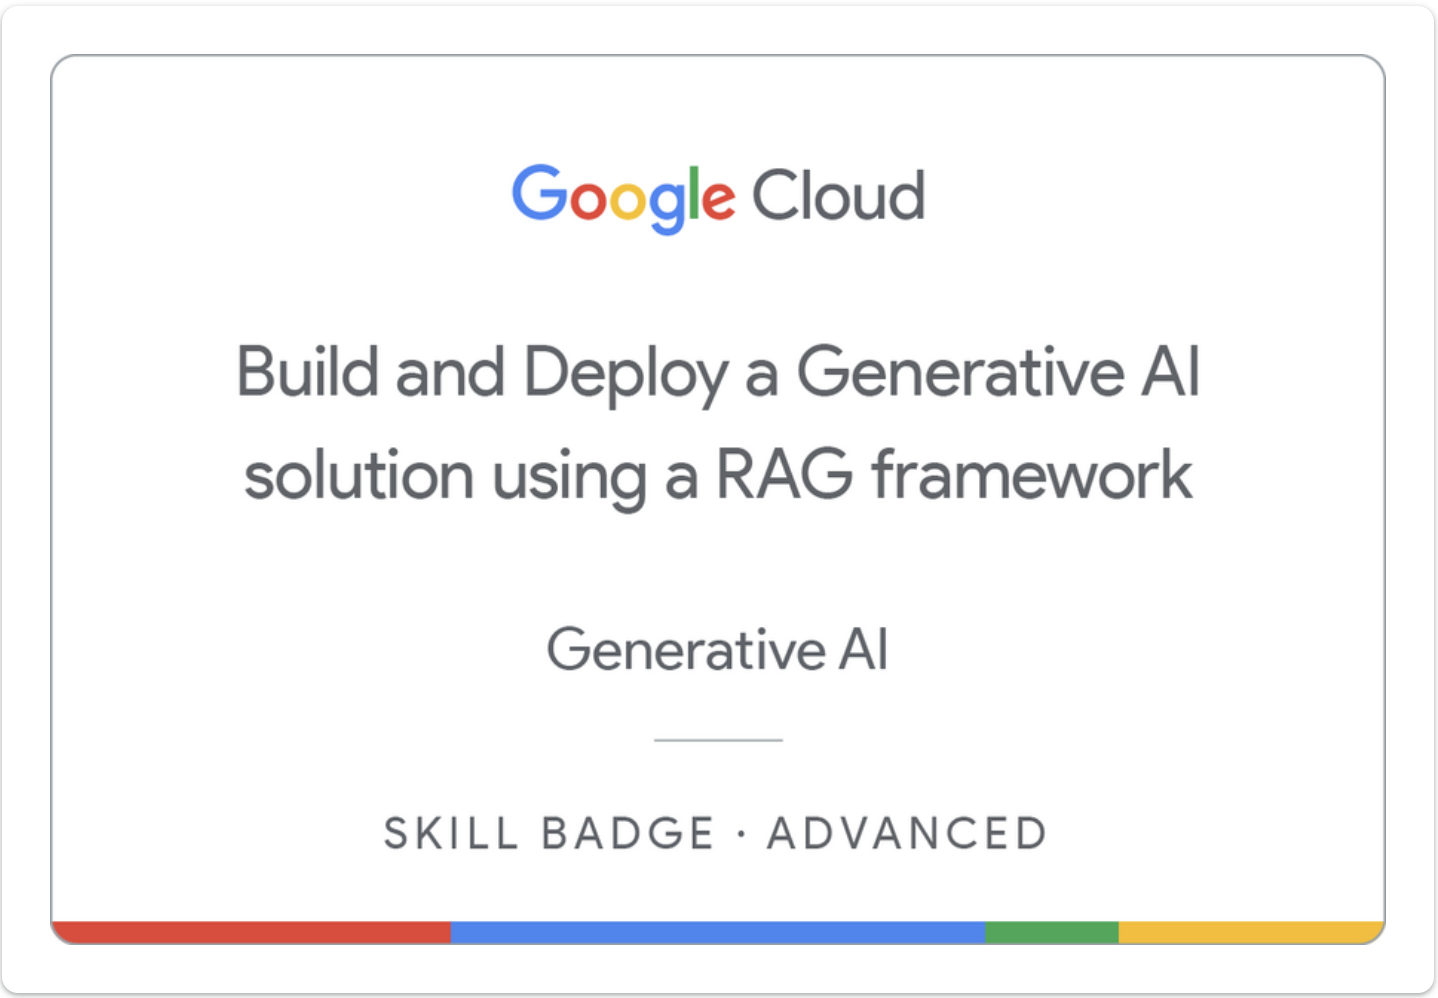 Google Cloud
Build and Deploy a Generative AI
solution using a RAG framework
Generative AI
SKILL BADGE · ADVANCED